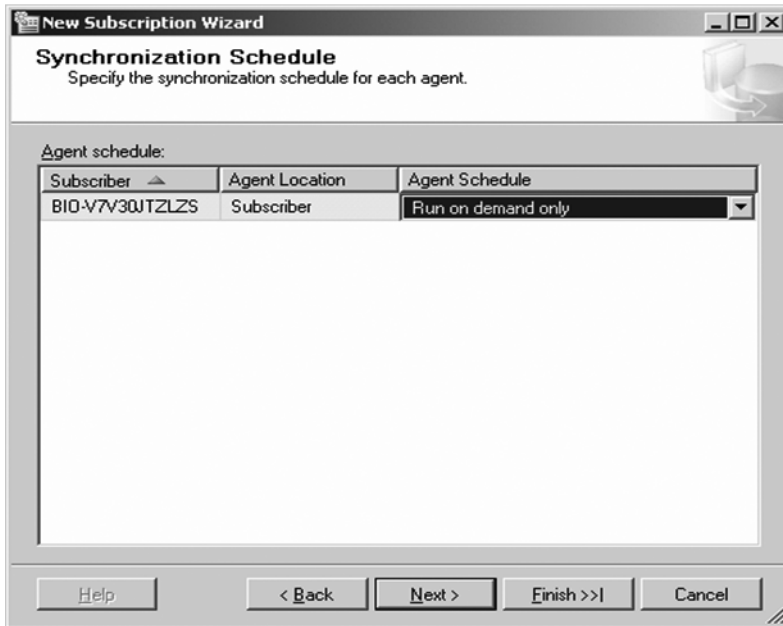 New Subscription Wizard
Synchronization Schedule
Specify the synchronization schedule for each agent.
Agent schedule:
Subscriber Agent Location Agent Schedule
BIO-V7V30JTZLZS Subscriber Run on demand only
Help < Back Next > Finish >>| Cancel